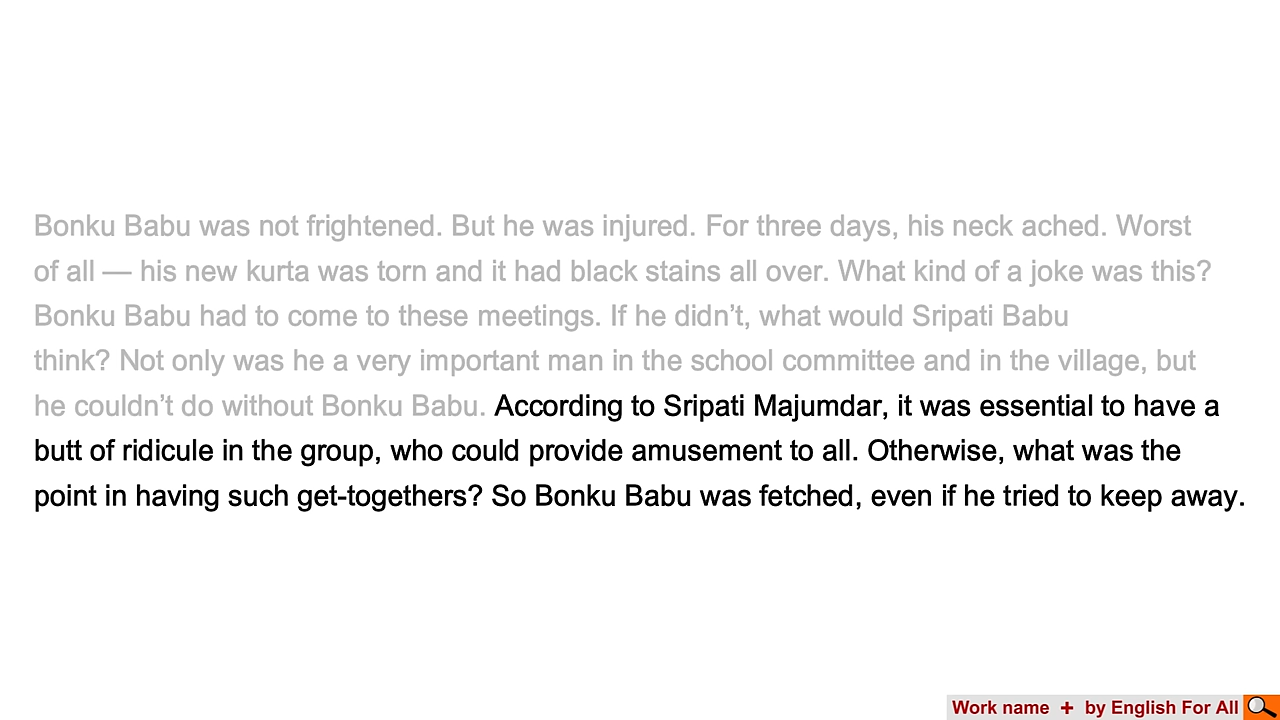 Bonku Babu was not frightened. But he was injured. For three days, his neck ached. Worst
of all — his new kurta was torn and it had black stains all over. What kind of a joke was this?
Bonku Babu had to come to these meetings. If he didn’t, what would Sripati Babu
think? Not only was he a very important man in the school committee and in the village, but
he couldn’t do without Bonku Babu. According to Sripati Majumdar, it was essential to have a
butt of ridicule in the group, who could provide amusement to all. Otherwise, what was the
point in having such get-togethers? So Bonku Babu was fetched, even if he tried to keep away.
Work name + by English For All